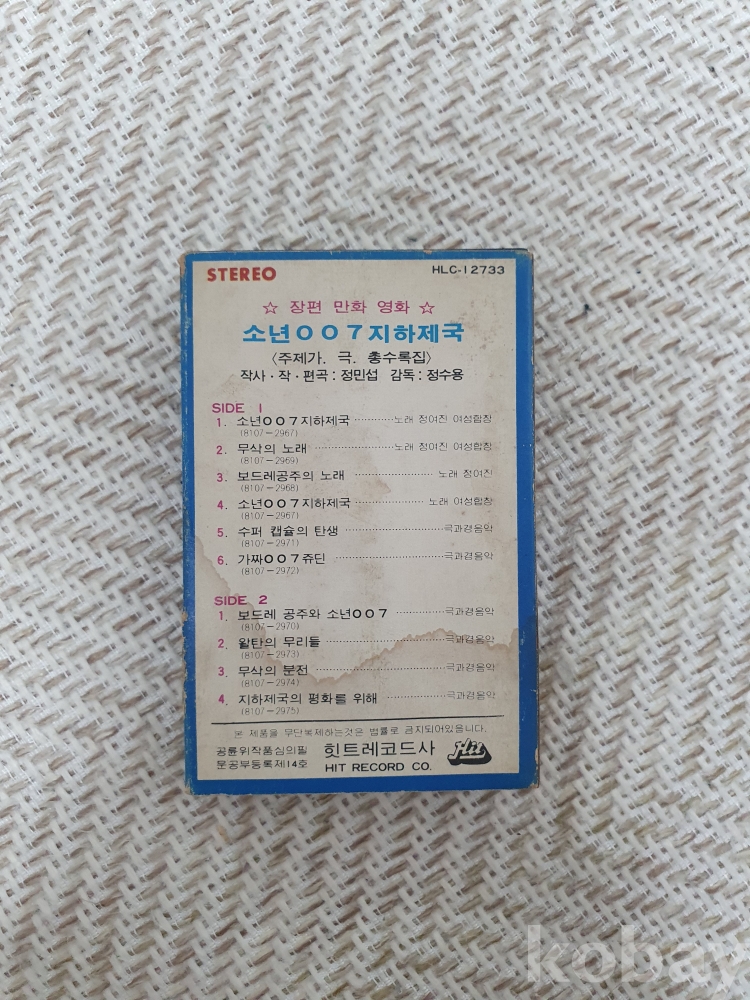 STEREO HLC-12733
☆ 장편 만화 영화 ☆
소년007지하제국
〈주제가. 극. 총수록집〉
작사·작·편곡 : 정민섭 감독 : 정수용
SIDE 1
1. 소년007지하제국 ············ 노래 정여진 여성합창
(8107-2967)
2. 무삭의 노래 ············ 노래 정여진 여성합창
(8107-2969)
3. 보드레공주의 노래 ············ 노래 정여진
(8107-2968)
4. 소년007지하제국 ············ 노래 여성합창
(8107-2967)
5. 수퍼 캡슐의 탄생 ············ 극과경음악
(8107-2971)
6. 가짜007쥬딘 ············ 극과경음악
(8107-2972)
SIDE 2
1. 보드레 공주와 소년007 ············ 극과경음악
(8107-2970)
2. 왈탄의 무리들 ············ 극과경음악
(8107-2973)
3. 무삭의 분전 ············ 극과경음악
(8107-2974)
4. 지하제국의 평화를 위해 ············ 극과경음악
(8107-2975)
본 제품을 무단복제하는것은 법률로 금지되어있읍니다.
공륜위작품심의필 힛트레코드사 Hit
문공부등록제14호 HIT RECORD CO.
kobay